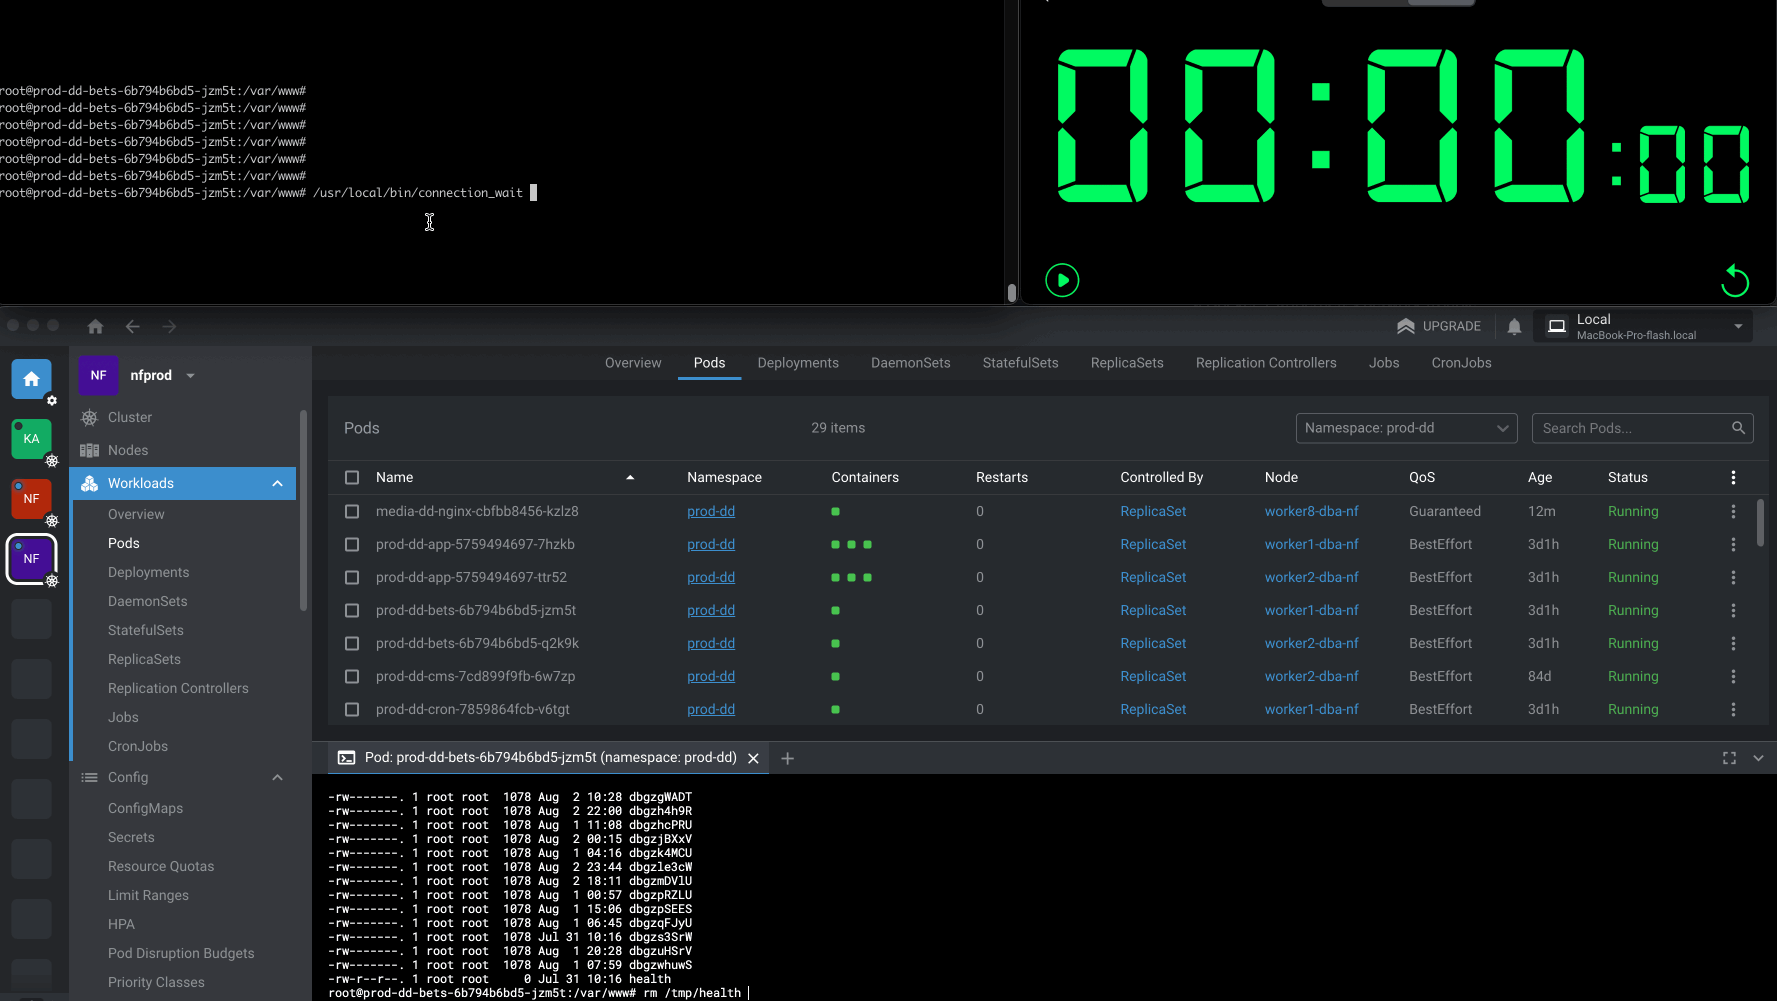 root@prod-dd-bets-6b794b6bd5-jzm5t:/var/www#
root@prod-dd-bets-6b794b6bd5-jzm5t:/var/www#
root@prod-dd-bets-6b794b6bd5-jzm5t:/var/www#
root@prod-dd-bets-6b794b6bd5-jzm5t:/var/www#
root@prod-dd-bets-6b794b6bd5-jzm5t:/var/www#
root@prod-dd-bets-6b794b6bd5-jzm5t:/var/www#
root@prod-dd-bets-6b794b6bd5-jzm5t:/var/www# /usr/local/bin/connection_wait
00:00:00
UPGRADE
Local
MacBook-Pro-flash.local
KA
NF
NF
NF nfprod
Cluster
Nodes
Workloads
Overview
Pods
Deployments
DaemonSets
StatefulSets
ReplicaSets
Replication Controllers
Jobs
CronJobs
Config
ConfigMaps
Secrets
Resource Quotas
Limit Ranges
HPA
Pod Disruption Budgets
Priority Classes
Overview Pods Deployments DaemonSets StatefulSets ReplicaSets Replication Controllers Jobs CronJobs
Pods 29 items Namespace: prod-dd Search Pods...
Name Namespace Containers Restarts Controlled By Node QoS Age Status
media-dd-nginx-cbfbb8456-kzlz8 prod-dd 0 ReplicaSet worker8-dba-nf Guaranteed 12m Running
prod-dd-app-5759494697-7hzkb prod-dd 0 ReplicaSet worker1-dba-nf BestEffort 3d1h Running
prod-dd-app-5759494697-ttr52 prod-dd 0 ReplicaSet worker2-dba-nf BestEffort 3d1h Running
prod-dd-bets-6b794b6bd5-jzm5t prod-dd 0 ReplicaSet worker1-dba-nf BestEffort 3d1h Running
prod-dd-bets-6b794b6bd5-q2k9k prod-dd 0 ReplicaSet worker2-dba-nf BestEffort 3d1h Running
prod-dd-cms-7cd899f9fb-6w7zp prod-dd 0 ReplicaSet worker2-dba-nf BestEffort 84d Running
prod-dd-cron-7859864fcb-v6tgt prod-dd 0 ReplicaSet worker1-dba-nf BestEffort 3d1h Running
Pod: prod-dd-bets-6b794b6bd5-jzm5t (namespace: prod-dd)
-rw-------. 1 root root 1078 Aug 2 10:28 dbgzgWADT
-rw-------. 1 root root 1078 Aug 2 22:00 dbgzh4h9R
-rw-------. 1 root root 1078 Aug 1 11:08 dbgzhcPRU
-rw-------. 1 root root 1078 Aug 2 00:15 dbgzjBXxV
-rw-------. 1 root root 1078 Aug 1 04:16 dbgzk4MCU
-rw-------. 1 root root 1078 Aug 2 23:44 dbgzle3cW
-rw-------. 1 root root 1078 Aug 2 18:11 dbgzmDVlU
-rw-------. 1 root root 1078 Aug 1 00:57 dbgzpRZLU
-rw-------. 1 root root 1078 Aug 1 15:06 dbgzpSEES
-rw-------. 1 root root 1078 Aug 1 06:45 dbgzqFJyU
-rw-------. 1 root root 1078 Jul 31 10:16 dbgzs3SrW
-rw-------. 1 root root 1078 Aug 1 20:28 dbgzuHSrV
-rw-------. 1 root root 1078 Aug 1 07:59 dbgzwhuwS
-rw-r--r--. 1 root root 0 Jul 31 10:16 health
root@prod-dd-bets-6b794b6bd5-jzm5t:/var/www# rm /tmp/health